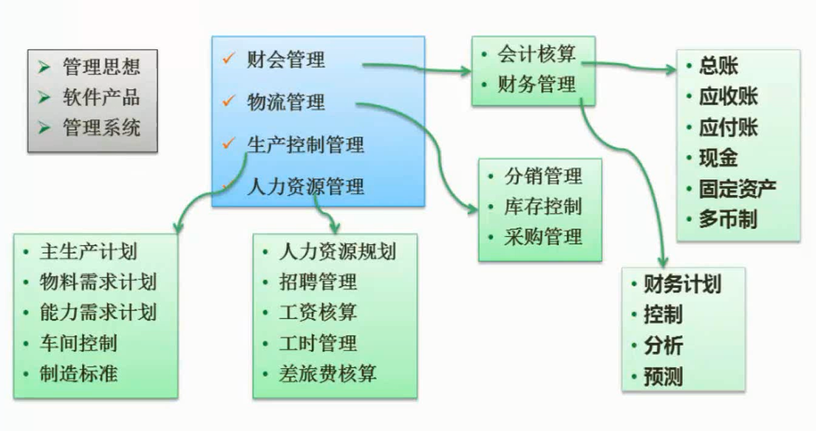 管理思想
软件产品
管理系统
财会管理
物流管理
生产控制管理
人力资源管理
会计核算
财务管理
总账
应收账
应付账
现金
固定资产
多币制
分销管理
库存控制
采购管理
主生产计划
物料需求计划
能力需求计划
车间控制
制造标准
人力资源规划
招聘管理
工资核算
工时管理
差旅费核算
财务计划
控制
分析
预测